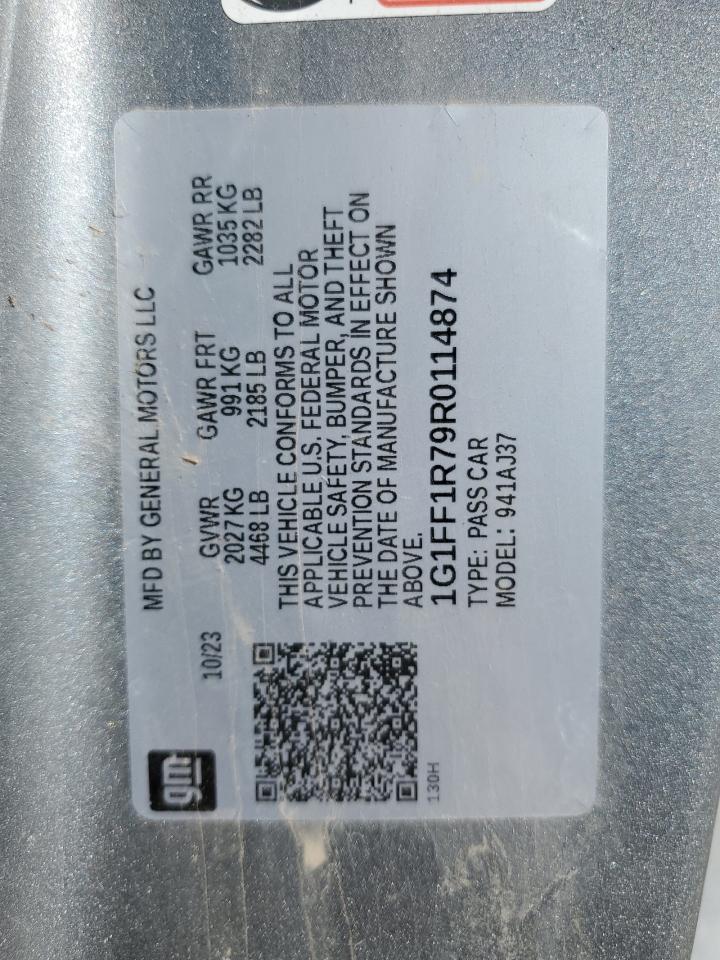 gm
MFD BY GENERAL MOTORS LLC
10/23
GVWR GAWR FRT GAWR RR
2027 KG 991 KG 1035 KG
4468 LB 2185 LB 2282 LB
THIS VEHICLE CONFORMS TO ALL
APPLICABLE U.S. FEDERAL MOTOR
VEHICLE SAFETY, BUMPER, AND THEFT
PREVENTION STANDARDS IN EFFECT ON
THE DATE OF MANUFACTURE SHOWN
ABOVE.
1G1FF1R79R0114874
TYPE: PASS CAR
MODEL: 941AJ37
130H